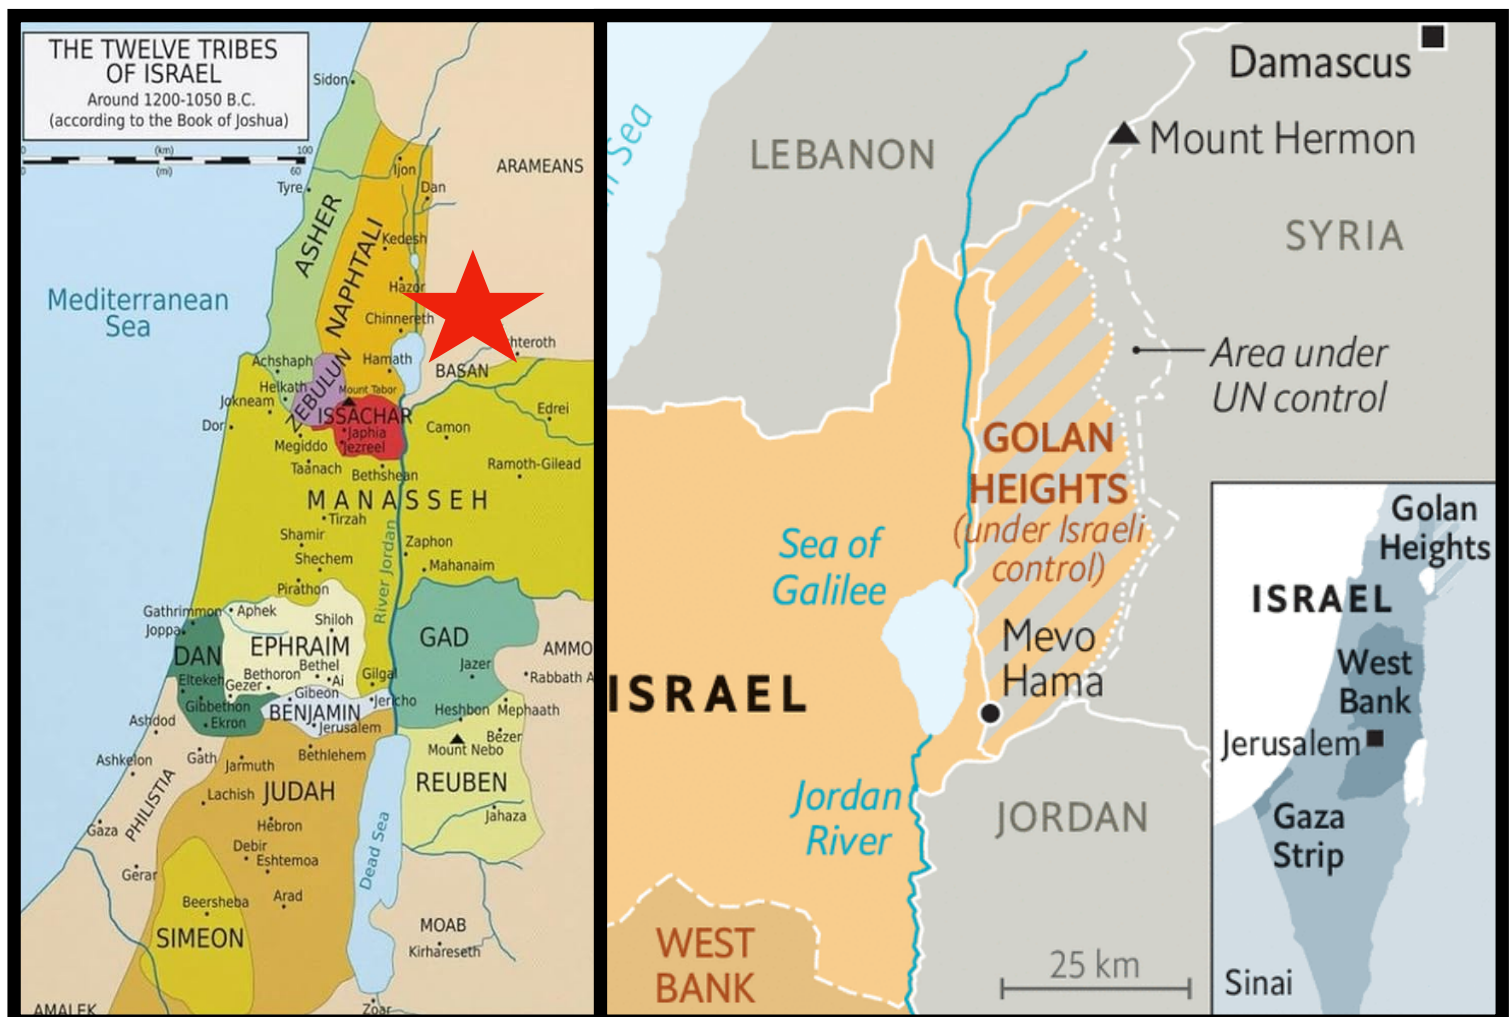 THE TWELVE TRIBES
OF ISRAEL
Around 1200-1050 B.C.
(according to the Book of Joshua)
0 (km) 100
0 (mi) 60
Sidon
ARAMEANS
Tyre
Ijon
Dan
ASHER
NAPHTALI
Kedesh
Hazor
Mediterranean
Sea
Chinnereth
hteroth
Achshaph
Hamath
BASAN
ZEBULUN
Helkath
Mount Tabor
Jokneam
ISSACHAR
Edrei
Dor
Japhia
Camon
Megiddo
Jezreel
Taanach
Bethshean
Ramoth-Gilead
MANASSEH
Tirzah
Shamir
Zaphon
Shechem
Mahanaim
River Jordan
Pirathon
Gathrimmon
Aphek
Joppa
Shiloh
EPHRAIM
GAD
DAN
AMMO
Bethel
Jazer
Eltekeh
Bethoron
Ai
Gilgal
Rabbath A
Gezer
Gibeon
Jericho
Gibbethon
BENJAMIN
Heshbon
Mephaath
Ashdod
Ekron
Jerusalem
Bezer
Mount Nebo
Gath
Bethlehem
Ashkelon
Jarmuth
REUBEN
PHILISTIA
Lachish
JUDAH
Jahaza
Gaza
Hebron
Debir
Eshtemoa
Dead Sea
Gerar
Arad
Beersheba
MOAB
SIMEON
Kirhareseth
AMALEK
Zoar
Damascus
n Sea
LEBANON
Mount Hermon
SYRIA
Area under
UN control
GOLAN
HEIGHTS
(under Israeli
control)
Sea of
Galilee
Mevo
Hama
ISRAEL
Jordan
River
JORDAN
WEST
BANK
25 km
Golan
Heights
ISRAEL
West
Bank
Jerusalem
Gaza
Strip
Sinai